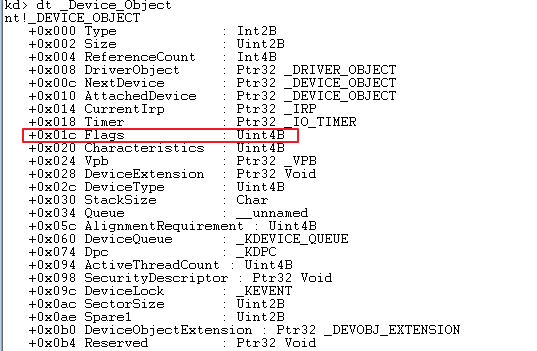 kd> dt _Device_Object
nt!_DEVICE_OBJECT
+0x000 Type : Int2B
+0x002 Size : Uint2B
+0x004 ReferenceCount : Int4B
+0x008 DriverObject : Ptr32 _DRIVER_OBJECT
+0x00c NextDevice : Ptr32 _DEVICE_OBJECT
+0x010 AttachedDevice : Ptr32 _DEVICE_OBJECT
+0x014 CurrentIrp : Ptr32 _IRP
+0x018 Timer : Ptr32 _IO_TIMER
+0x01c Flags : Uint4B
+0x020 Characteristics : Uint4B
+0x024 Vpb : Ptr32 _VPB
+0x028 DeviceExtension : Ptr32 Void
+0x02c DeviceType : Uint4B
+0x030 StackSize : Char
+0x034 Queue : __unnamed
+0x05c AlignmentRequirement : Uint4B
+0x060 DeviceQueue : _KDEVICE_QUEUE
+0x074 Dpc : _KDPC
+0x094 ActiveThreadCount : Uint4B
+0x098 SecurityDescriptor : Ptr32 Void
+0x09c DeviceLock : _KEVENT
+0x0ac SectorSize : Uint2B
+0x0ae Spare1 : Uint2B
+0x0b0 DeviceObjectExtension : Ptr32 _DEVOBJ_EXTENSION
+0x0b4 Reserved : Ptr32 Void